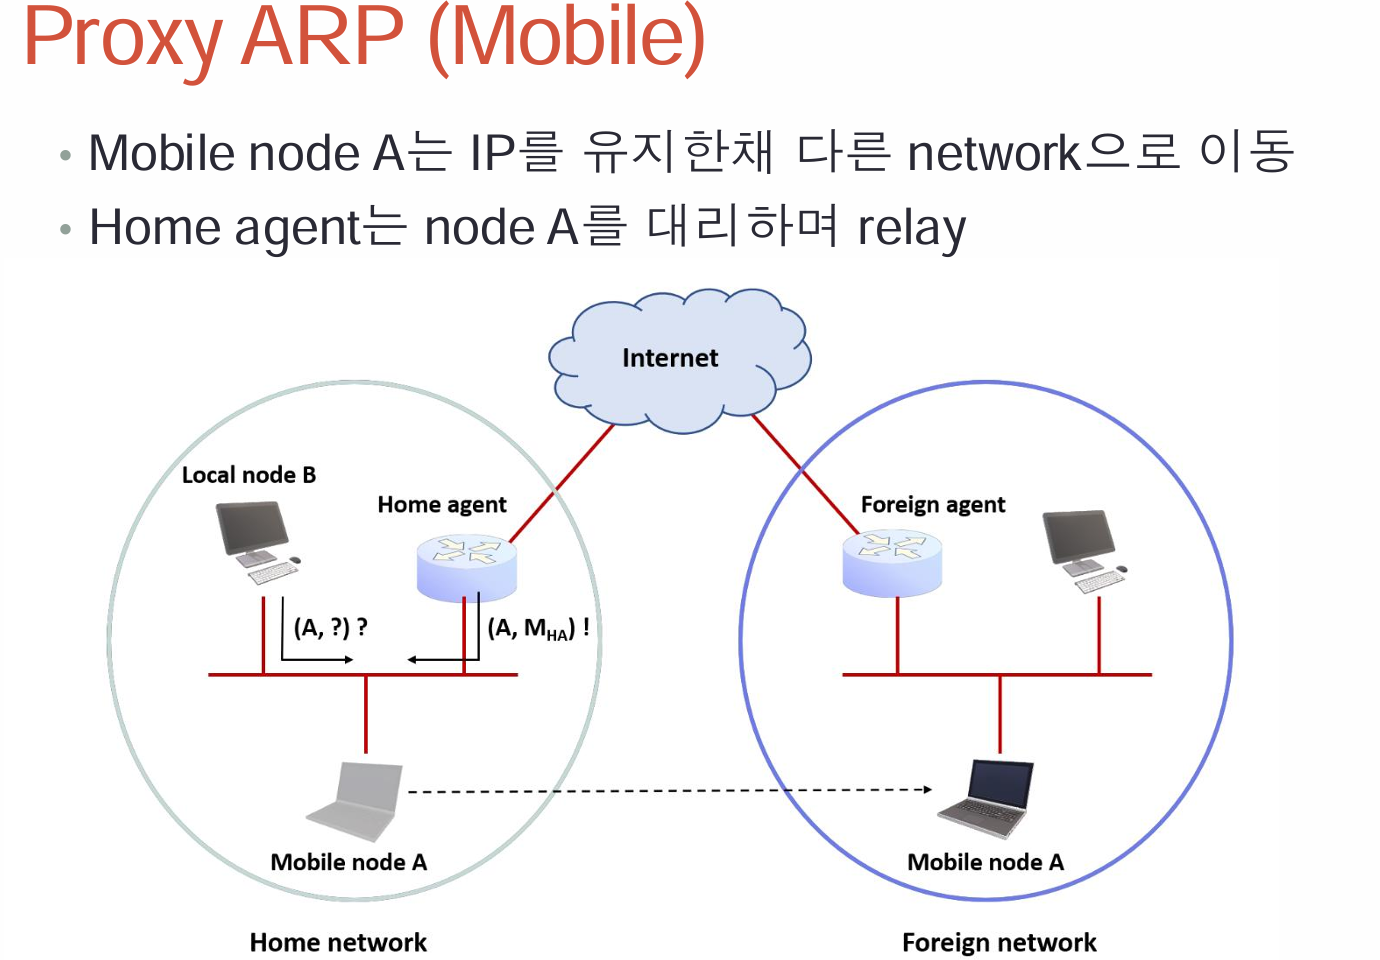 Proxy ARP (Mobile)
• Mobile node A는 IP를 유지한채 다른 network으로 이동
• Home agent는 node A를 대리하며 relay
Internet
Local node B
Home agent
Foreign agent
(A, ?) ?
(A, MHA) !
Mobile node A
Mobile node A
Home network
Foreign network